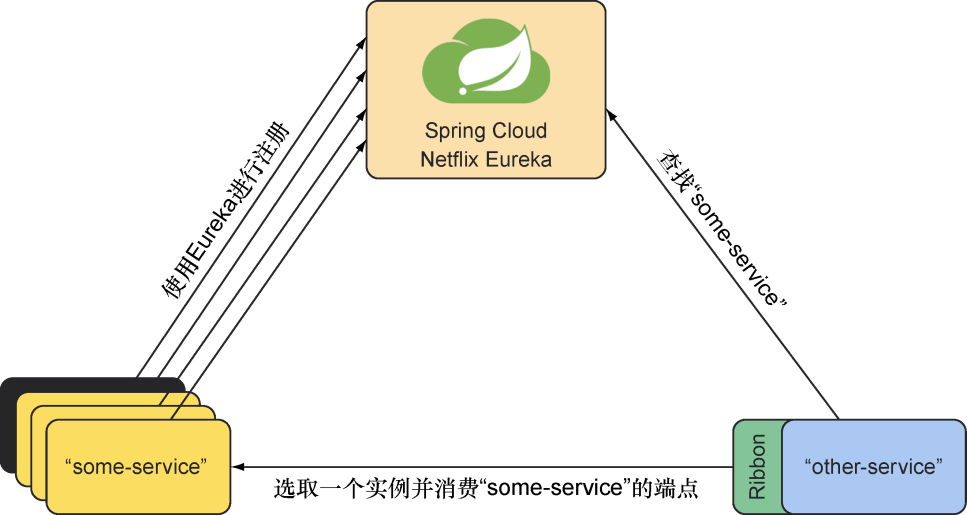 Spring Cloud
Netflix Eureka
使用Eureka进行注册
查找“some-service”
“some-service”
Ribbon
“other-service”
选取一个实例并消费“some-service”的端点